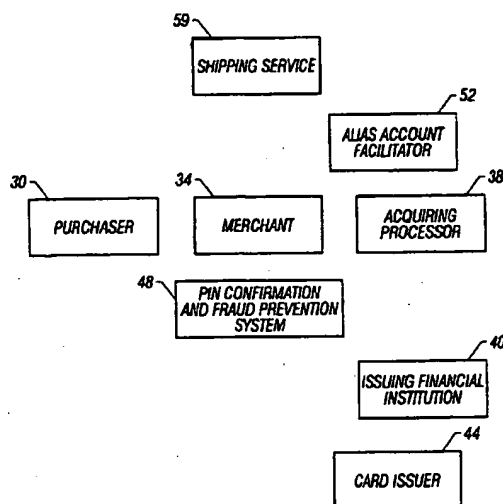 59
SHIPPING SERVICE
52
ALIAS ACCOUNT
FACILITATOR
30
PURCHASER
34
MERCHANT
38
ACQUIRING
PROCESSOR
48
PIN CONFIRMATION
AND FRAUD PREVENTION
SYSTEM
40
ISSUING FINANCIAL
INSTITUTION
44
CARD ISSUER